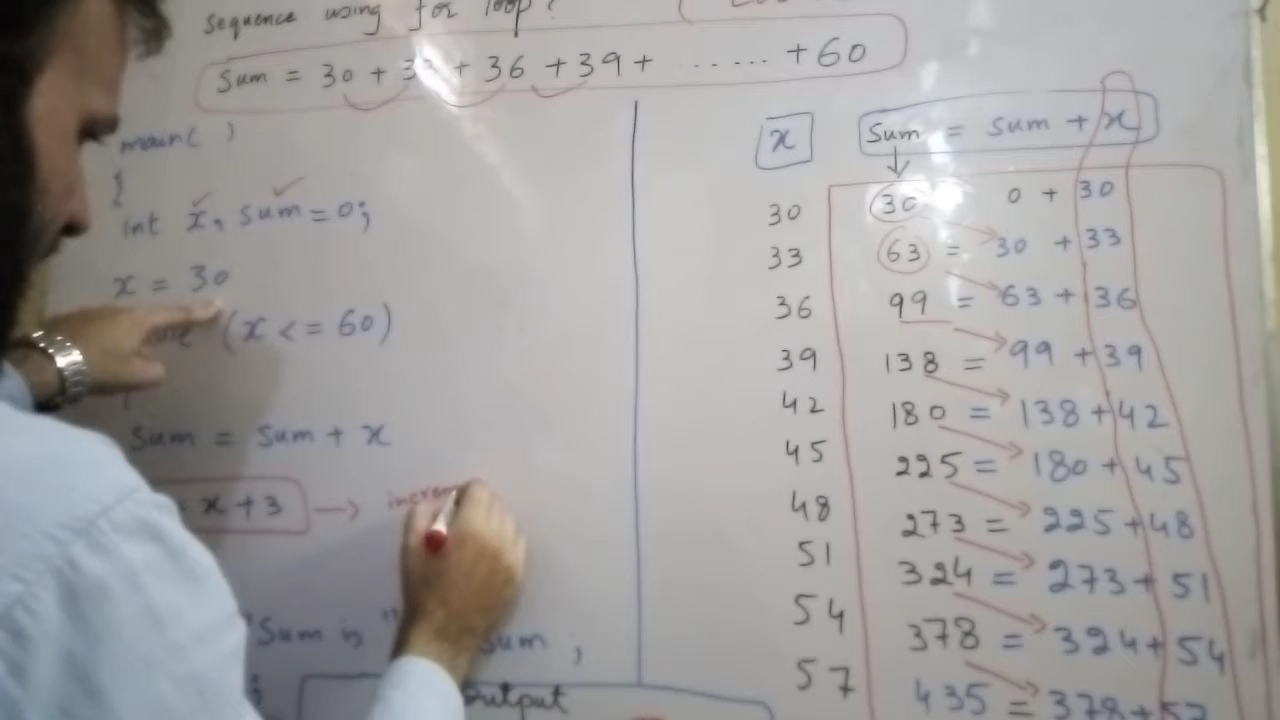 sequence using for loop?
Sum = 30 + 33 + 36 + 39 + ..... + 60
main( )
{
int x, sum = 0;
x = 30
(x <= 60)
Sum = Sum + x
= x + 3 → increm
"Sum is " Sum ;
;
output
x Sum = sum + x
30 30 0 + 30
33 63 = 30 + 33
36 99 = 63 + 36
39 138 = 99 + 39
42 180 = 138 + 42
45 225 = 180 + 45
48 273 = 225 + 48
51 324 = 273 + 51
54 378 = 324 + 54
57 435 = 378 + 57